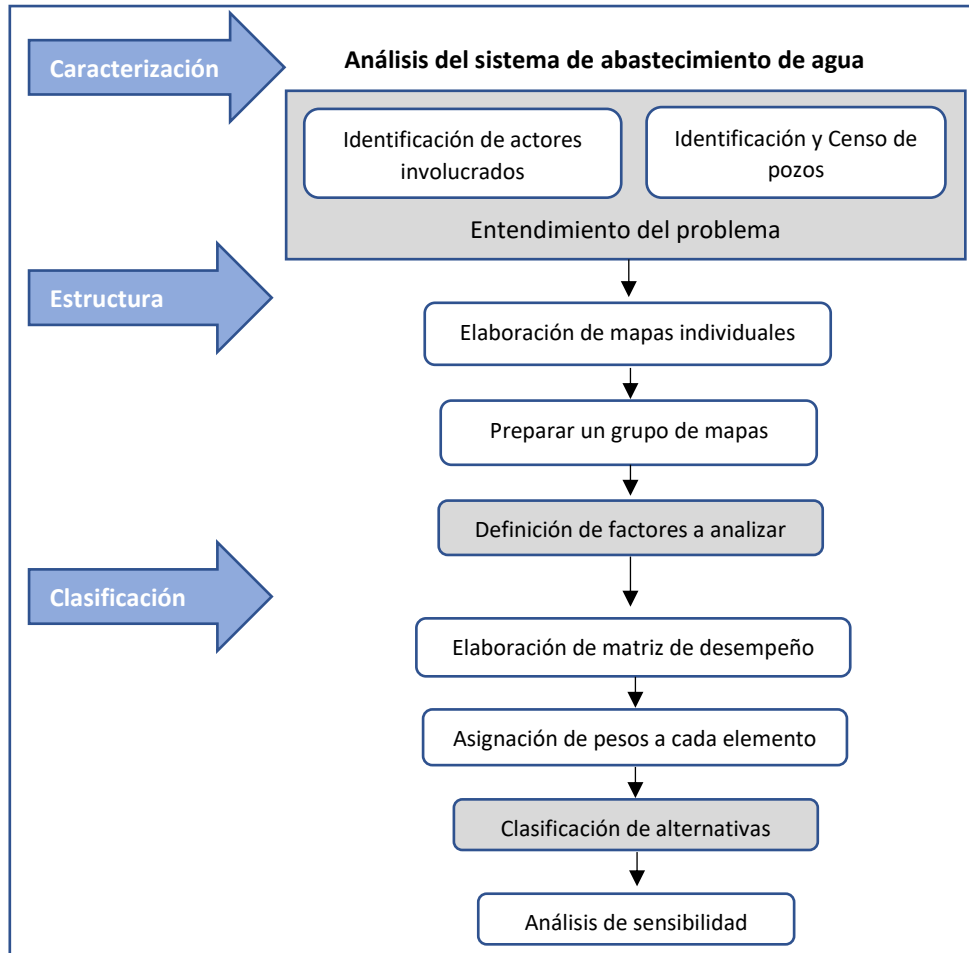 Caracterización
Análisis del sistema de abastecimiento de agua
Identificación de actores
involucrados
Identificación y Censo de
pozos
Entendimiento del problema
Estructura
Elaboración de mapas individuales
Preparar un grupo de mapas
Definición de factores a analizar
Clasificación
Elaboración de matriz de desempeño
Asignación de pesos a cada elemento
Clasificación de alternativas
Análisis de sensibilidad